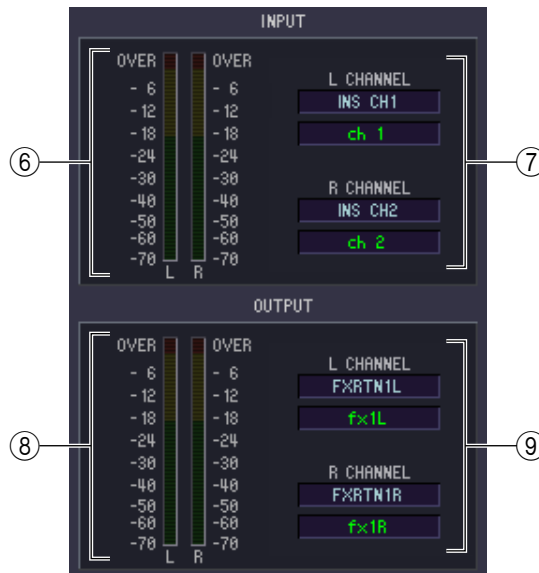 INPUT
OVER OVER
- 6 - 6
-12 -12
-18 -18
-24 -24
-30 -30
-40 -40
-50 -50
-60 -60
-70 -70
L R
L CHANNEL
INS CH1
ch 1
R CHANNEL
INS CH2
ch 2
⑥
⑦
OUTPUT
OVER OVER
- 6 - 6
-12 -12
-18 -18
-24 -24
-30 -30
-40 -40
-50 -50
-60 -60
-70 -70
L R
L CHANNEL
FXRTN1L
fx1L
R CHANNEL
FXRTN1R
fx1R
⑧
⑨